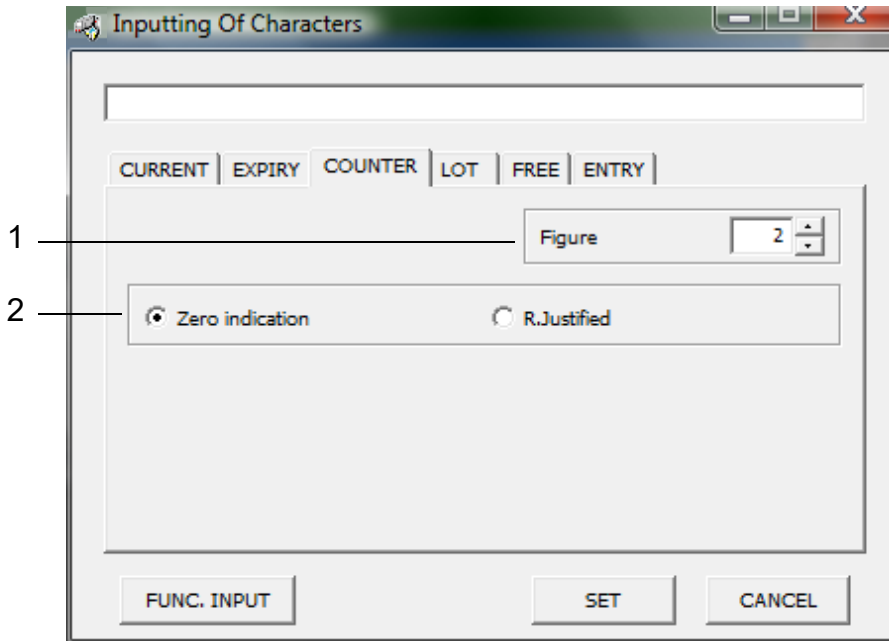 Inputting Of Characters
CURRENT EXPIRY COUNTER LOT FREE ENTRY
1 Figure 2
2 Zero indication R.Justified
FUNC. INPUT SET CANCEL